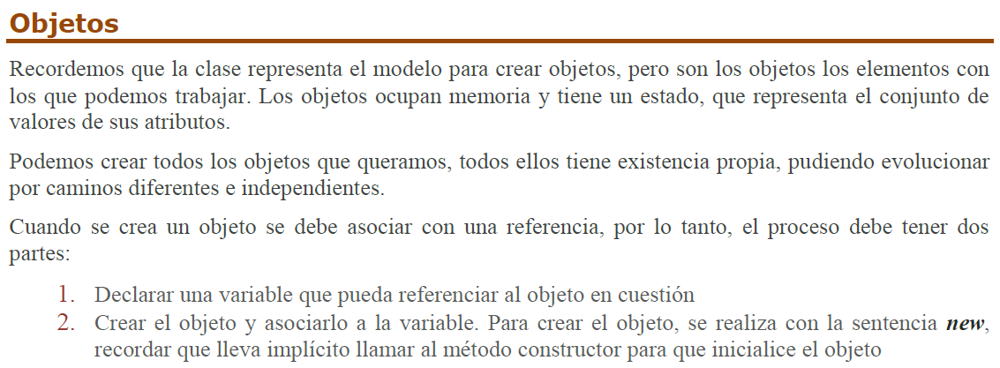 Objetos
Recordemos que la clase representa el modelo para crear objetos, pero son los objetos los elementos con
los que podemos trabajar. Los objetos ocupan memoria y tiene un estado, que representa el conjunto de
valores de sus atributos.
Podemos crear todos los objetos que queramos, todos ellos tiene existencia propia, pudiendo evolucionar
por caminos diferentes e independientes.
Cuando se crea un objeto se debe asociar con una referencia, por lo tanto, el proceso debe tener dos
partes:
1. Declarar una variable que pueda referenciar al objeto en cuestión
2. Crear el objeto y asociarlo a la variable. Para crear el objeto, se realiza con la sentencia new,
recordar que lleva implícito llamar al método constructor para que inicialice el objeto